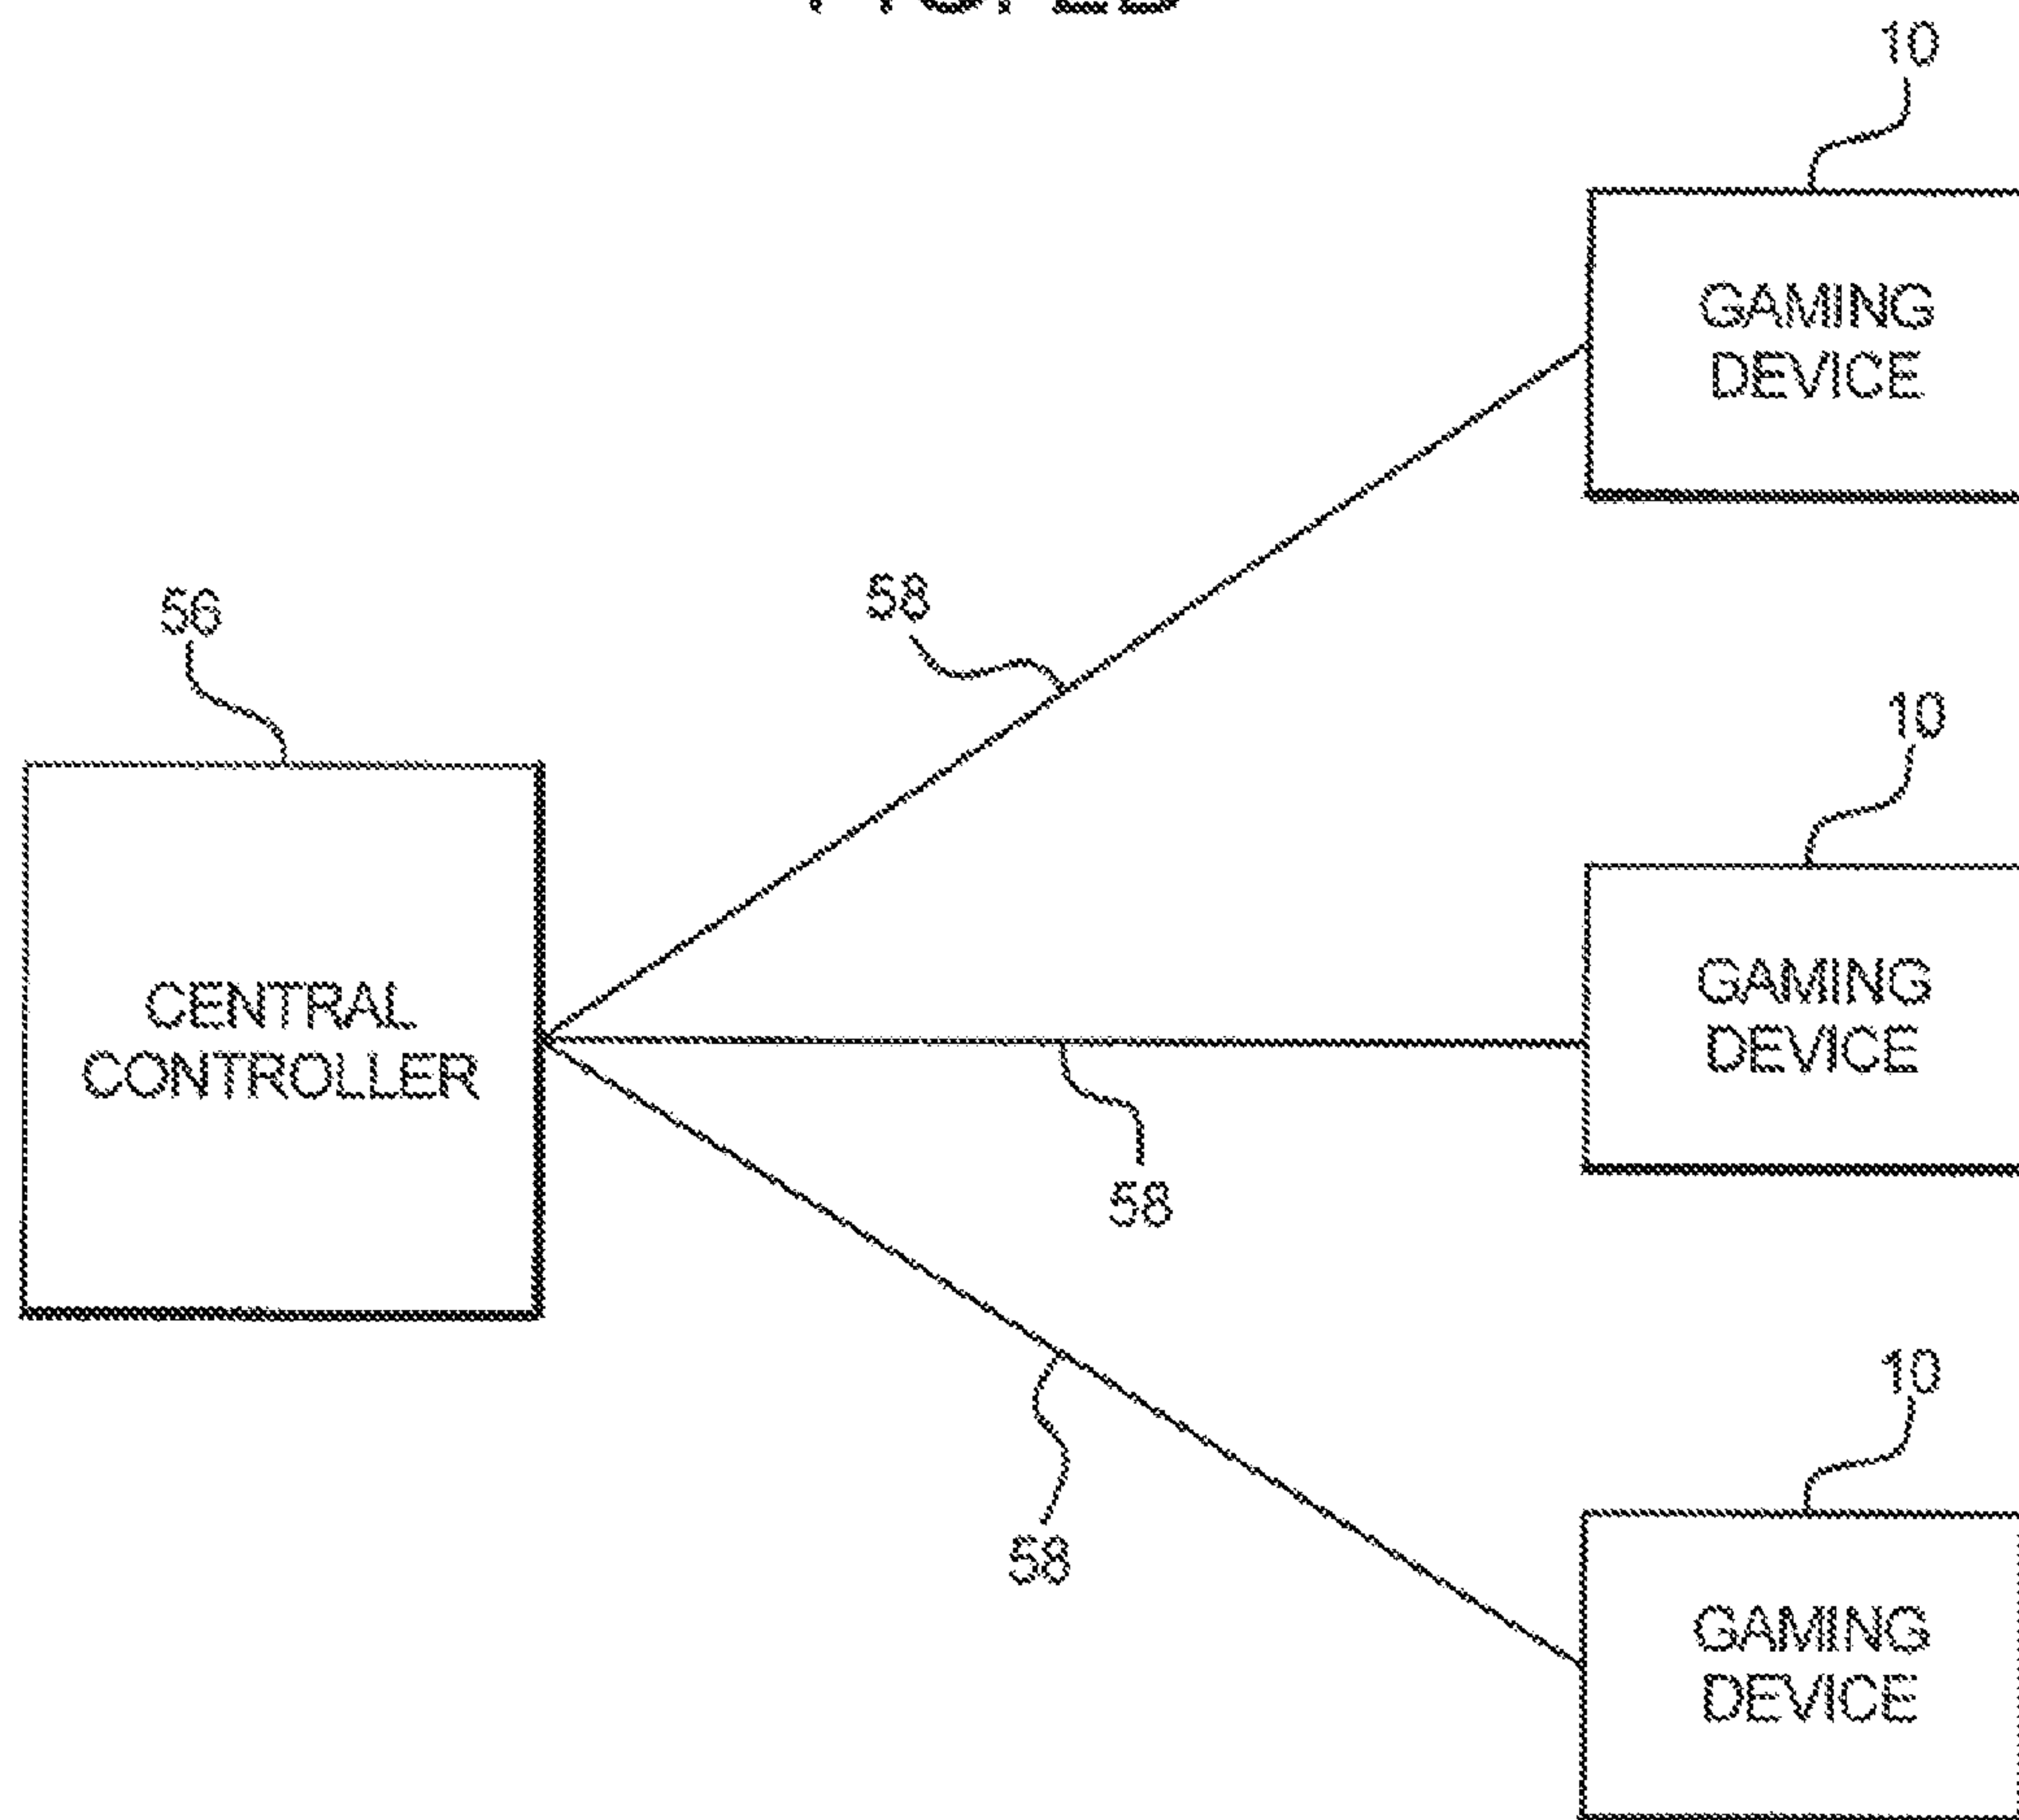 10
GAMING
DEVICE
58
56
10
CENTRAL
CONTROLLER
GAMING
DEVICE
58
10
58
GAMING
DEVICE